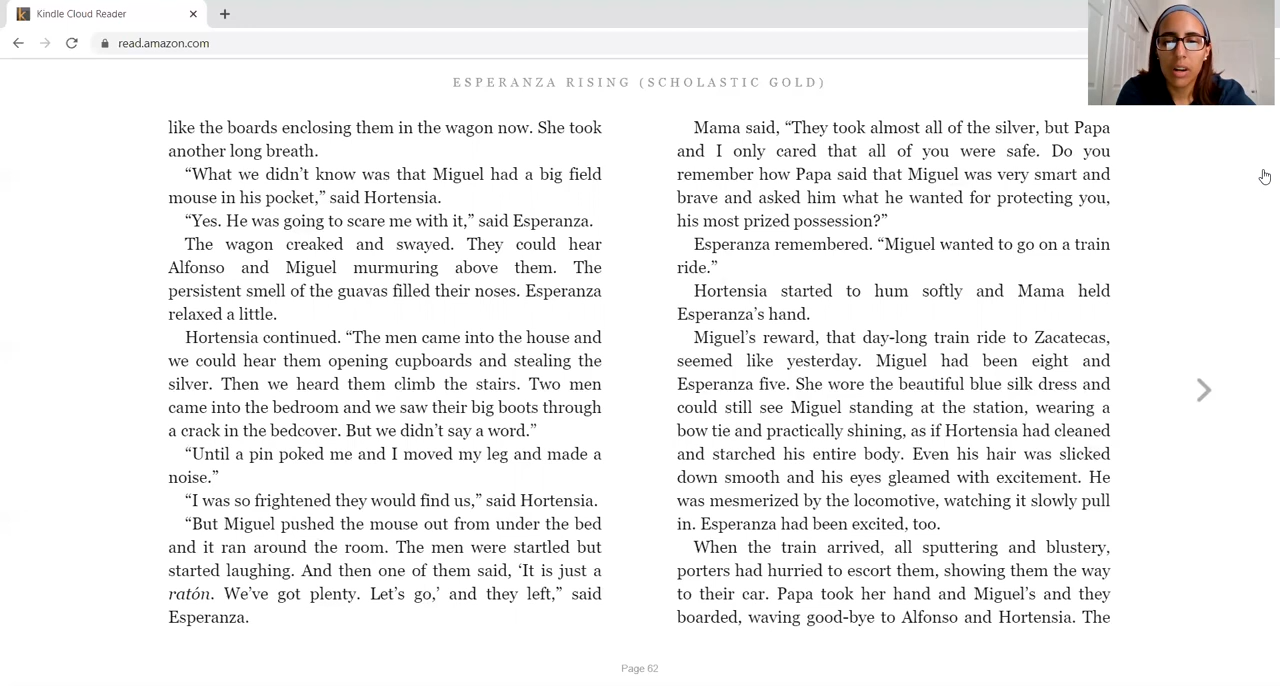 Kindle Cloud Reader
read.amazon.com
ESPERANZA RISING (SCHOLASTIC GOLD)
like the boards enclosing them in the wagon now. She took
another long breath.
“What we didn’t know was that Miguel had a big field
mouse in his pocket,” said Hortensia.
“Yes. He was going to scare me with it,” said Esperanza.
The wagon creaked and swayed. They could hear
Alfonso and Miguel murmuring above them. The
persistent smell of the guavas filled their noses. Esperanza
relaxed a little.
Hortensia continued. “The men came into the house and
we could hear them opening cupboards and stealing the
silver. Then we heard them climb the stairs. Two men
came into the bedroom and we saw their big boots through
a crack in the bedcover. But we didn’t say a word.”
“Until a pin poked me and I moved my leg and made a
noise.”
“I was so frightened they would find us,” said Hortensia.
“But Miguel pushed the mouse out from under the bed
and it ran around the room. The men were startled but
started laughing. And then one of them said, ‘It is just a
ratón. We’ve got plenty. Let’s go,’ and they left,” said
Esperanza.
Mama said, “They took almost all of the silver, but Papa
and I only cared that all of you were safe. Do you
remember how Papa said that Miguel was very smart and
brave and asked him what he wanted for protecting you,
his most prized possession?”
Esperanza remembered. “Miguel wanted to go on a train
ride.”
Hortensia started to hum softly and Mama held
Esperanza’s hand.
Miguel’s reward, that day-long train ride to Zacatecas,
seemed like yesterday. Miguel had been eight and
Esperanza five. She wore the beautiful blue silk dress and
could still see Miguel standing at the station, wearing a
bow tie and practically shining, as if Hortensia had cleaned
and starched his entire body. Even his hair was slicked
down smooth and his eyes gleamed with excitement. He
was mesmerized by the locomotive, watching it slowly pull
in. Esperanza had been excited, too.
When the train arrived, all sputtering and blustery,
porters had hurried to escort them, showing them the way
to their car. Papa took her hand and Miguel’s and they
boarded, waving good-bye to Alfonso and Hortensia. The
Page 62